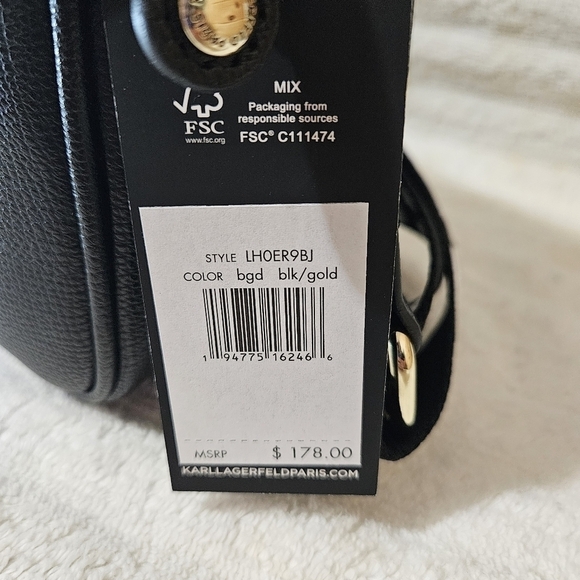 MIX
Packaging from
responsible sources
FSC® C111474
FSC
www.fsc.org
STYLE LH0ER9BJ
COLOR bgd blk/gold
1 94775 16246 6
MSRP $ 178.00
KARLLAGERFELDPARIS.COM